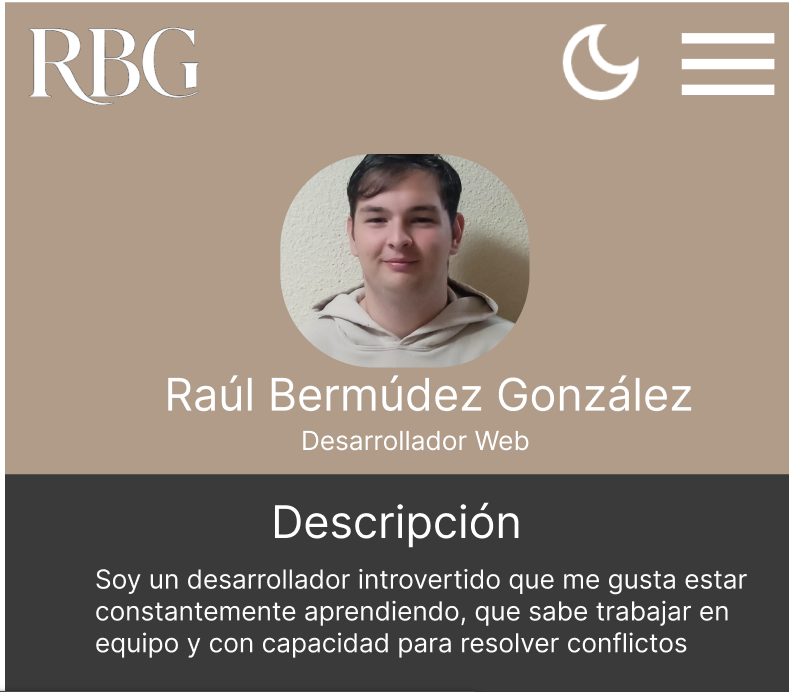 RBG
Raúl Bermúdez González
Desarrollador Web
Descripción
Soy un desarrollador introvertido que me gusta estar
constantemente aprendiendo, que sabe trabajar en
equipo y con capacidad para resolver conflictos